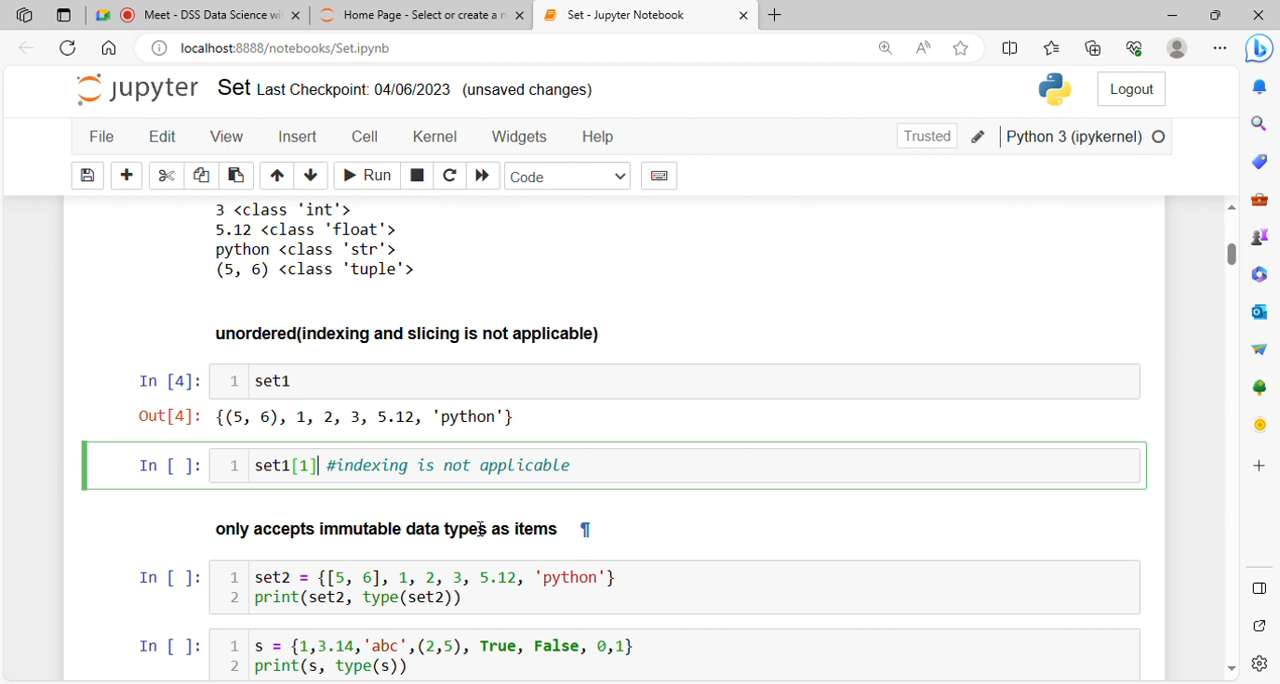 Meet - DSS Data Science wi
Home Page - Select or create a n
Set - Jupyter Notebook
localhost:8888/notebooks/Set.ipynb
jupyter Set Last Checkpoint: 04/06/2023 (unsaved changes)
Logout
File Edit View Insert Cell Kernel Widgets Help
Trusted
Python 3 (ipykernel)
Run
Code
3 <class 'int'>
5.12 <class 'float'>
python <class 'str'>
(5, 6) <class 'tuple'>
unordered(indexing and slicing is not applicable)
In [4]: 1 set1
Out[4]: {(5, 6), 1, 2, 3, 5.12, 'python'}
In [ ]: 1 set1[1] #indexing is not applicable
only accepts immutable data types as items ¶
In [ ]: 1 set2 = {[5, 6], 1, 2, 3, 5.12, 'python'}
2 print(set2, type(set2))
In [ ]: 1 s = {1,3.14,'abc',(2,5), True, False, 0,1}
2 print(s, type(s))